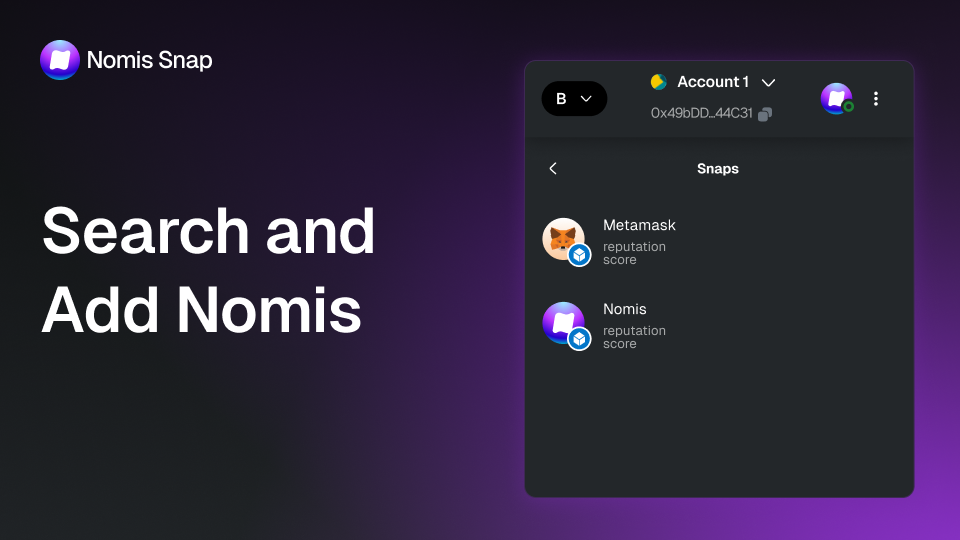 Nomis Snap
Search and
Add Nomis
B
Account 1
0x49bDD...44C31
Snaps
Metamask
reputation
score
Nomis
reputation
score